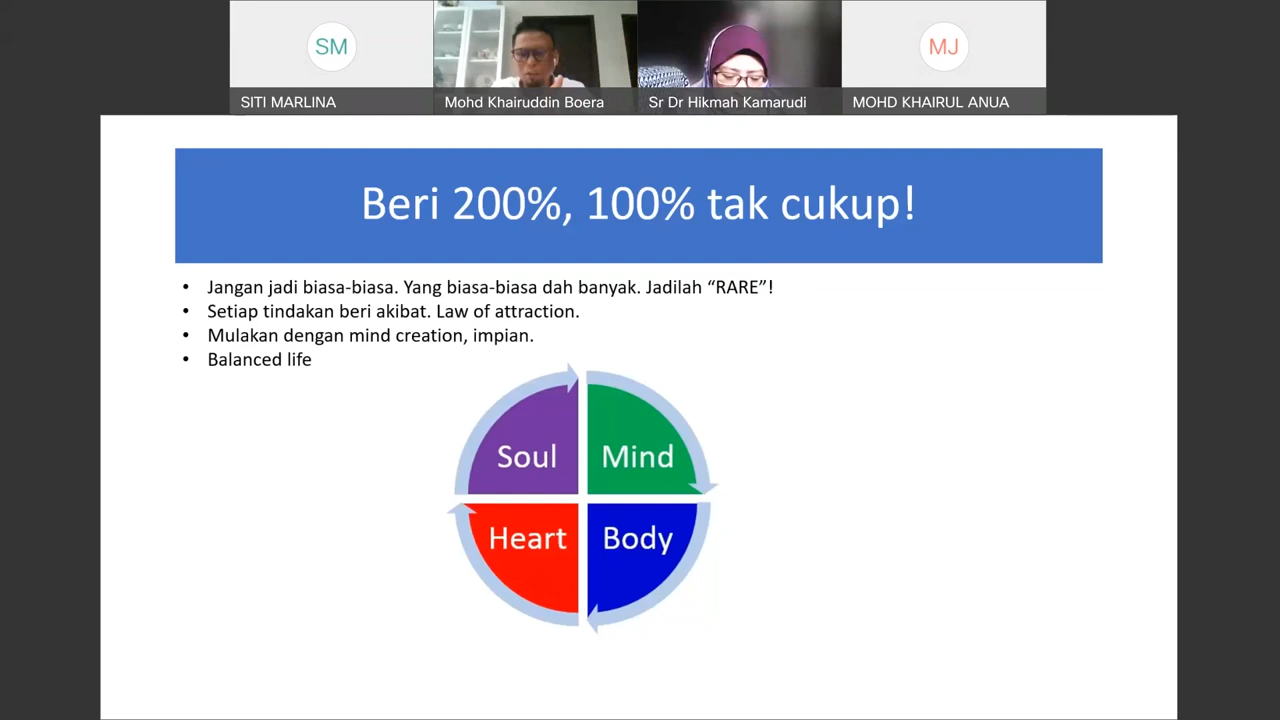 SM
MJ
SITI MARLINA
Mohd Khairuddin Boera
Sr Dr Hikmah Kamarudi
MOHD KHAIRUL ANUA
Beri 200%, 100% tak cukup!
• Jangan jadi biasa-biasa. Yang biasa-biasa dah banyak. Jadilah “RARE”!
• Setiap tindakan beri akibat. Law of attraction.
• Mulakan dengan mind creation, impian.
• Balanced life
Soul
Mind
Heart
Body